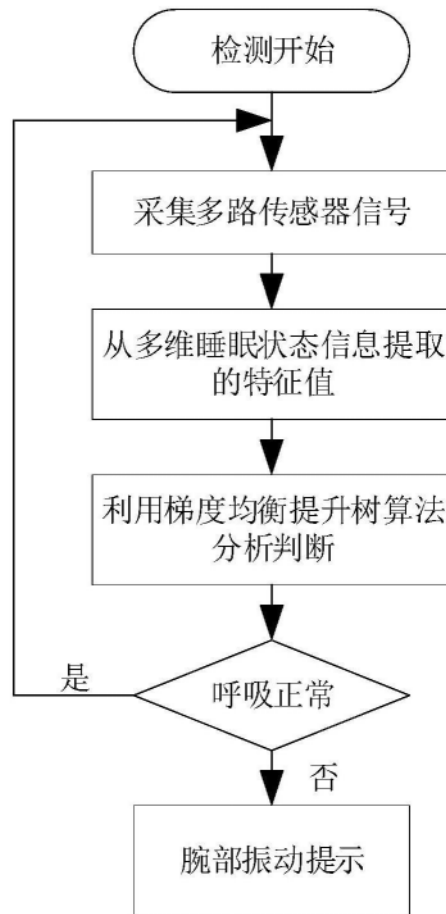 检测开始
采集多路传感器信号
从多维睡眠状态信息提取
的特征值
利用梯度均衡提升树算法
分析判断
是
呼吸正常
否
腕部振动提示